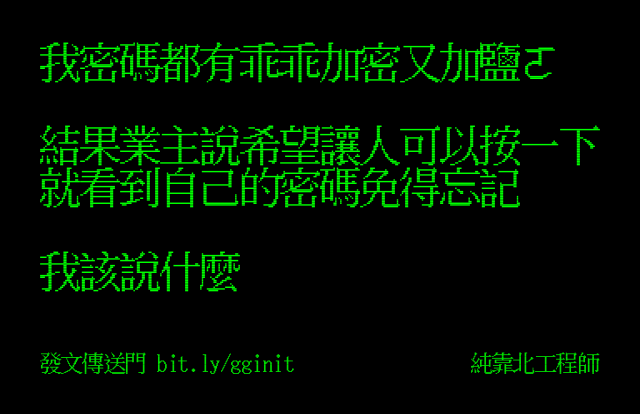 我密碼都有乖乖加密又加鹽ㄛ
結果業主說希望讓人可以按一下
就看到自己的密碼免得忘記
我該說什麼
發文傳送門 bit.ly/gginit
純靠北工程師